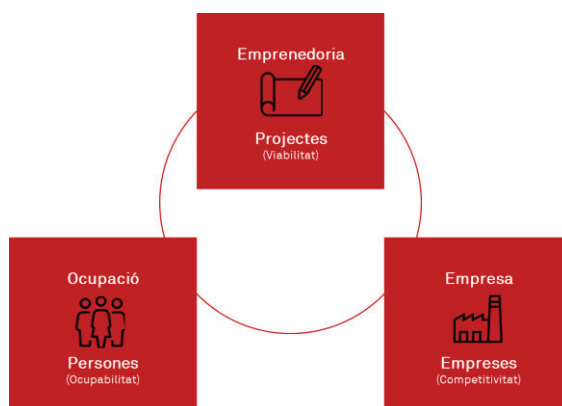 Emprenedoria
Projectes
(Viabilitat)
Ocupació
Persones
(Ocupabilitat)
Empresa
Empreses
(Competitivitat)